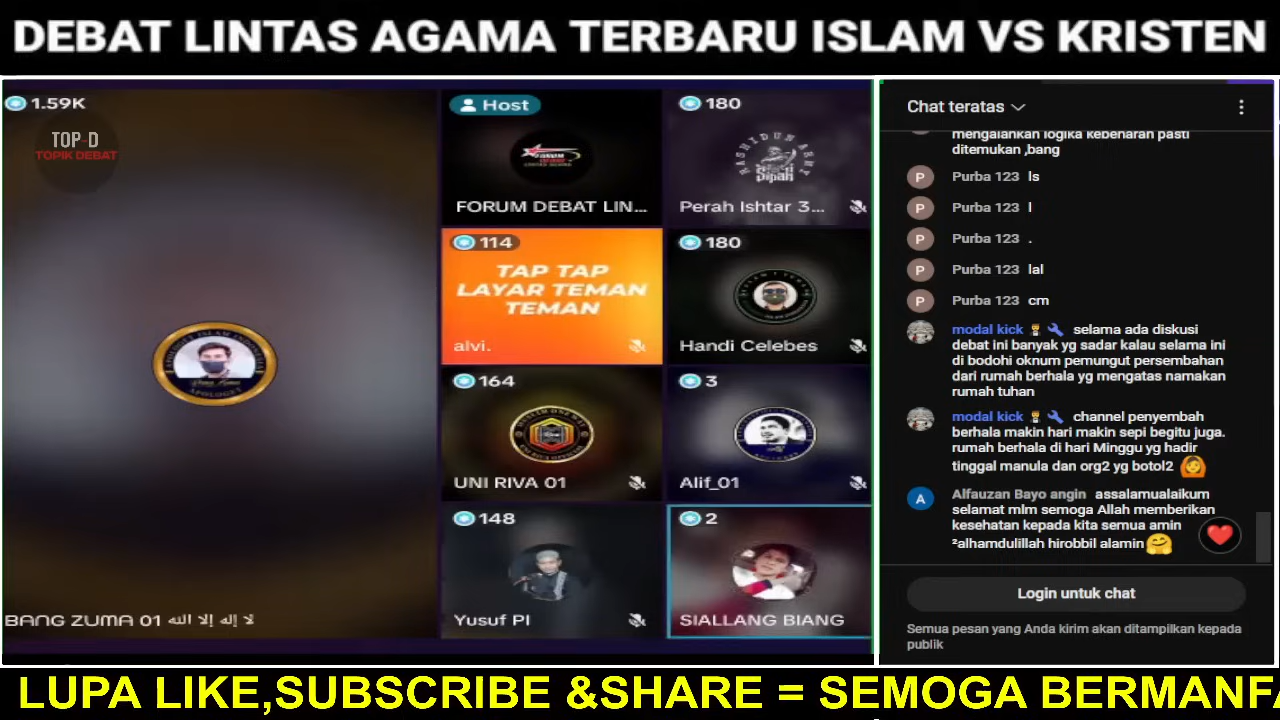 DEBAT LINTAS AGAMA TERBARU ISLAM VS KRISTEN
1.59K
TOP-D
TOPIK DEBAT
BANG ZUMA 01 لا إله إلا الله
Host
FORUM DEBAT LIN...
180
RASHIDUN ARMY
Sipahi
Perah Ishtar 3...
114
TAP TAP
LAYAR TEMAN
TEMAN
alvi.
180
Handi Celebes
164
UNI RIVA 01
3
Alif_01
148
Yusuf PI
2
SIALLANG BIANG
Chat teratas
mengalahkan logika kebenaran pasti
ditemukan ,bang
P Purba 123 ls
P Purba 123 l
P Purba 123 .
P Purba 123 lal
P Purba 123 cm
modal kick selama ada diskusi
debat ini banyak yg sadar kalau selama ini
di bodohi oknum pemungut persembahan
dari rumah berhala yg mengatas namakan
rumah tuhan
modal kick channel penyembah
berhala makin hari makin sepi begitu juga.
rumah berhala di hari Minggu yg hadir
tinggal manula dan org2 yg botol2 🙆
A Alfauzan Bayo angin assalamualaikum
selamat mlm semoga Allah memberikan
kesehatan kepada kita semua amin
²alhamdulillah hirobbil alamin🤗
Login untuk chat
Semua pesan yang Anda kirim akan ditampilkan kepada
publik
LUPA LIKE,SUBSCRIBE &SHARE = SEMOGA BERMANFA